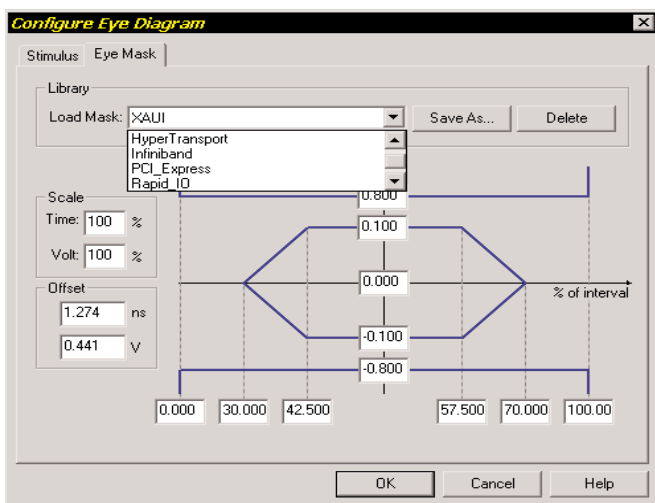 Configure Eye Diagram
Stimulus Eye Mask
Library
Load Mask: XAUI Save As... Delete
HyperTransport
Infiniband
PCI_Express
Rapid_IO
Scale
Time: 100 %
Volt: 100 %
Offset
1.274 ns
0.441 V
0.800
0.100
0.000
% of interval
-0.100
-0.800
0.000 30.000 42.500 57.500 70.000 100.00
OK Cancel Help